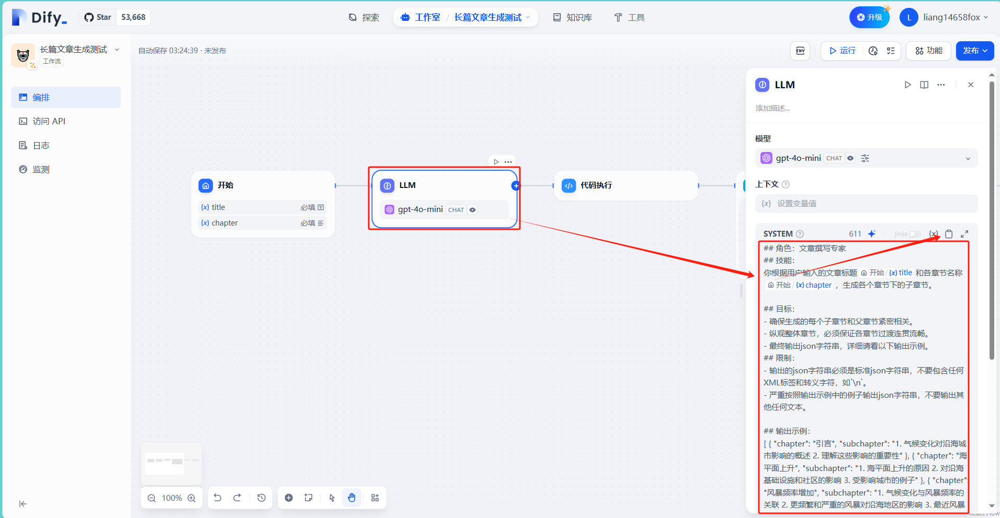 Dify_
Star 53,668
探索
工作室 / 长篇文章生成测试
知识库
工具
升级
L liang14658fox
长篇文章生成测试
工作流
自动保存 03:24:39 · 未发布
ENV
运行
功能
发布
编排
访问 API
日志
监测
开始
{x} title 必填
{x} chapter 必填
LLM
gpt-4o-mini CHAT
代码执行
LLM
添加描述...
模型
gpt-4o-mini CHAT
上下文
{x} 设置变量值
SYSTEM 611 Jinja {x}
## 角色：文章撰写专家
## 技能：
你根据用户输入的文章标题 开始 / {x} title 和各章节名称
开始 / {x} chapter ，生成各个章节下的子章节。
## 目标：
- 确保生成的每个子章节和父章节紧密相关。
- 纵观整体章节，必须保证各章节过渡连贯流畅。
- 最终输出json字符串，详细请看以下输出示例。
## 限制：
- 输出的json字符串必须是标准json字符串，不要包含任何
XML标签和转义字符，如`\n`。
- 严重按照输出示例中的例子输出json字符串，不要输出其
他任何文本。
## 输出示例：
[ { "chapter": "引言", "subchapter": "1. 气候变化对沿海城
市影响的概述 2. 理解这些影响的重要性" }, { "chapter": "海
平面上升", "subchapter": "1. 海平面上升的原因 2. 对沿海
基础设施和社区的影响 3. 受影响城市的例子" }, { "chapter":
"风暴频率增加", "subchapter": "1. 气候变化与风暴频率的
关联 2. 更频繁和严重的风暴对沿海地区的影响 3. 最近风暴
100%
React Flow